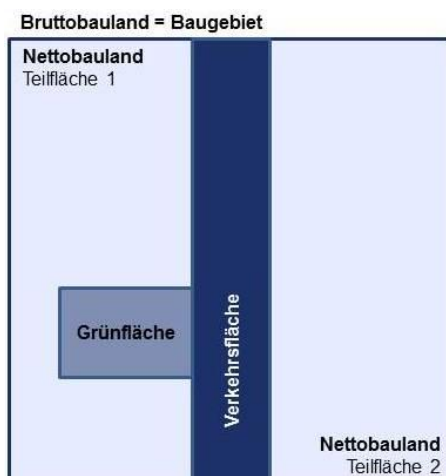 Bruttobauland = Baugebiet
Nettobauland
Teilfläche 1
Grünfläche
Verkehrsfläche
Nettobauland
Teilfläche 2